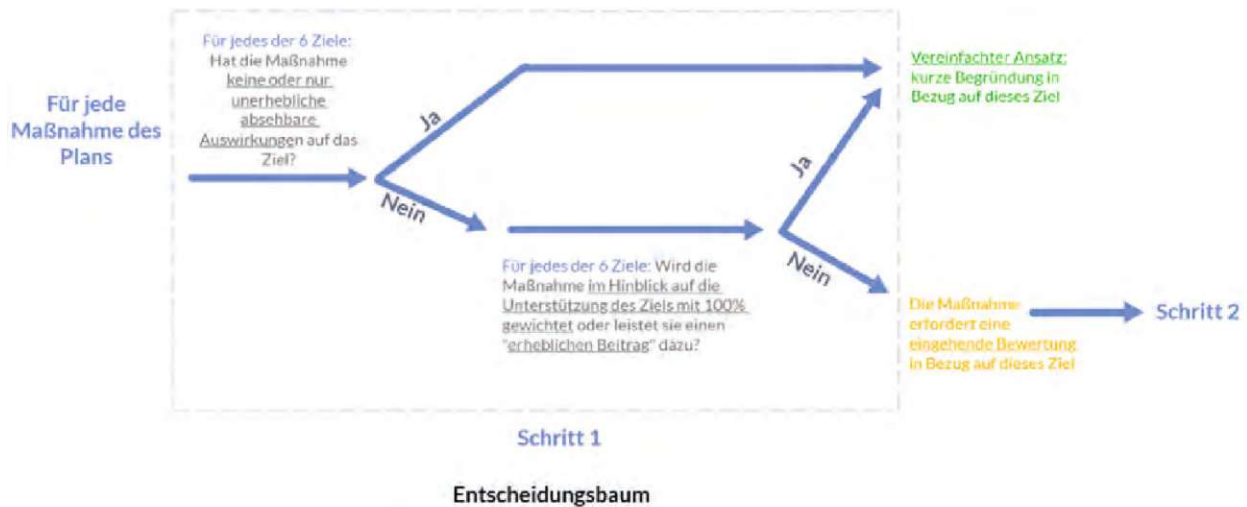 Für jede
Maßnahme des
Plans
Für jedes der 6 Ziele:
Hat die Maßnahme
keine oder nur
unerhebliche
absehbare
Auswirkungen auf das
Ziel?
Ja
Nein
Für jedes der 6 Ziele: Wird die
Maßnahme im Hinblick auf die
Unterstützung des Ziels mit 100%
gewichtet oder leistet sie einen
"erheblichen Beitrag" dazu?
Ja
Nein
Vereinfachter Ansatz:
kurze Begründung in
Bezug auf dieses Ziel
Die Maßnahme
erfordert eine
eingehende Bewertung
in Bezug auf dieses Ziel
Schritt 2
Schritt 1
Entscheidungsbaum